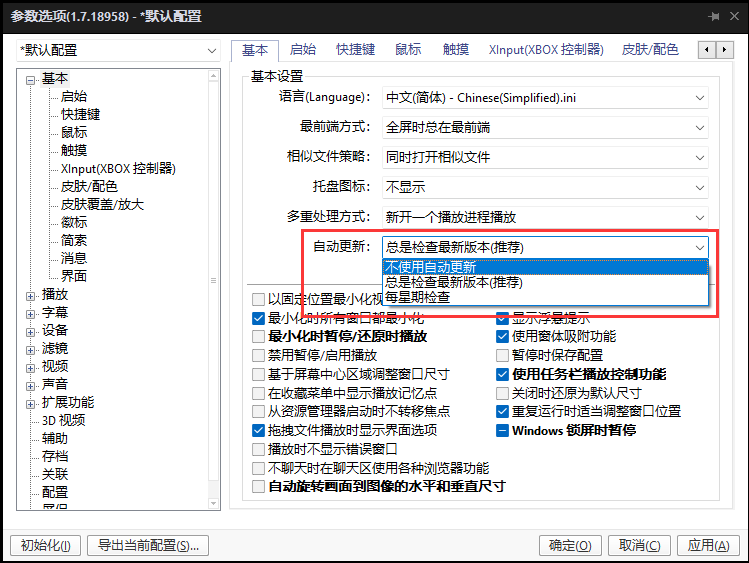 参数选项(1.7.18958) - *默认配置
*默认配置
基本
启始
快捷键
鼠标
触摸
XInput(XBOX 控制器)
皮肤/配色
皮肤覆盖/放大
徽标
简索
消息
界面
播放
字幕
设备
滤镜
视频
声音
扩展功能
3D 视频
辅助
存档
关联
配置
基本 启始 快捷键 鼠标 触摸 XInput(XBOX 控制器) 皮肤/配色
基本设置
语言(Language): 中文(简体) - Chinese(Simplified).ini
最前端方式: 全屏时总在最前端
相似文件策略: 同时打开相似文件
托盘图标: 不显示
多重处理方式: 新开一个播放进程播放
自动更新: 总是检查最新版本(推荐)
不使用自动更新
总是检查最新版本(推荐)
每星期检查
以固定位置最小化视
最小化时所有窗口都最小化 显示浮悬提示
最小化时暂停/还原时播放 使用窗体吸附功能
禁用暂停/启用播放 暂停时保存配置
基于屏幕中心区域调整窗口尺寸 使用任务栏播放控制功能
在收藏菜单中显示播放记忆点 关闭时还原为默认尺寸
从资源管理器启动时不转移焦点 重复运行时适当调整窗口位置
拖拽文件播放时显示界面选项 Windows 锁屏时暂停
播放时不显示错误窗口
不聊天时在聊天区使用各种浏览器功能
自动旋转画面到图像的水平和垂直尺寸
初始化(I) 导出当前配置(S)... 确定(O) 取消(C) 应用(A)